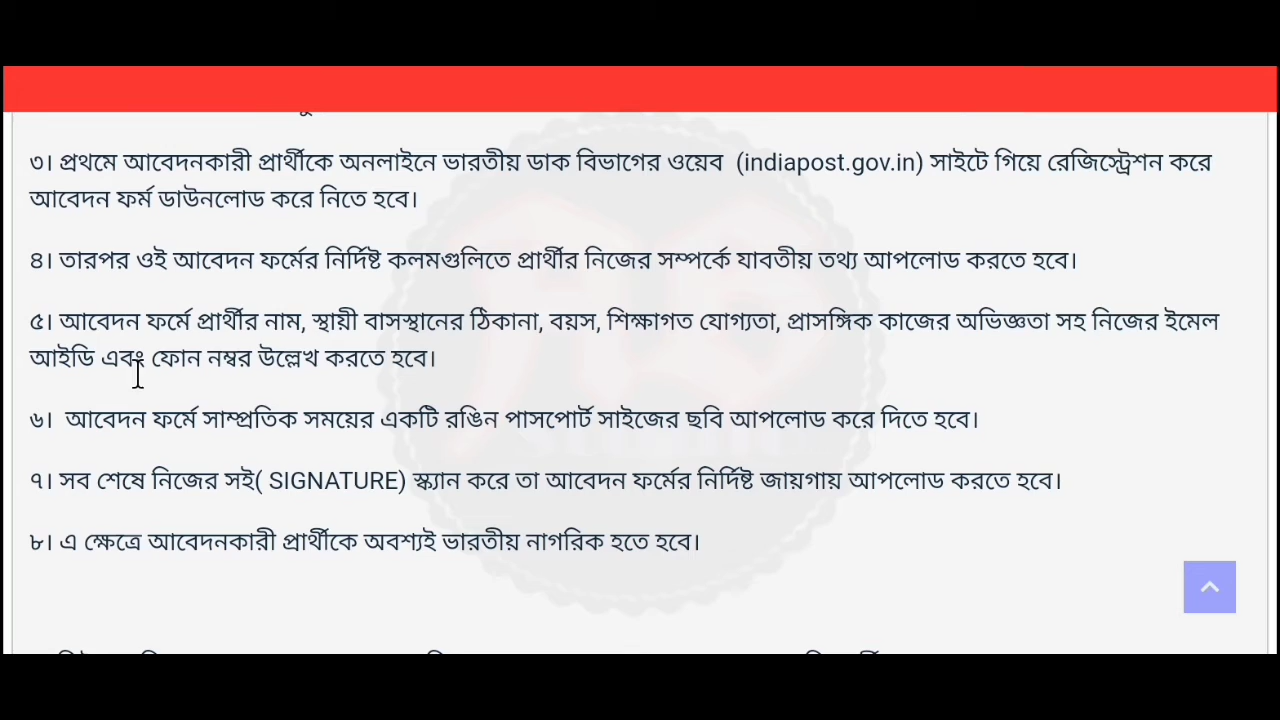 ৩। প্রথমে আবেদনকারী প্রার্থীকে অনলাইনে ভারতীয় ডাক বিভাগের ওয়েব (indiapost.gov.in) সাইটে গিয়ে রেজিস্ট্রেশন করে
আবেদন ফর্ম ডাউনলোড করে নিতে হবে।
৪। তারপর ওই আবেদন ফর্মের নির্দিষ্ট কলমগুলিতে প্রার্থীর নিজের সম্পর্কে যাবতীয় তথ্য আপলোড করতে হবে।
৫। আবেদন ফর্মে প্রার্থীর নাম, স্থায়ী বাসস্থানের ঠিকানা, বয়স, শিক্ষাগত যোগ্যতা, প্রাসঙ্গিক কাজের অভিজ্ঞতা সহ নিজের ইমেল
আইডি এবং ফোন নম্বর উল্লেখ করতে হবে।
৬। আবেদন ফর্মে সাম্প্রতিক সময়ের একটি রঙিন পাসপোর্ট সাইজের ছবি আপলোড করে দিতে হবে।
৭। সব শেষে নিজের সই( SIGNATURE) স্ক্যান করে তা আবেদন ফর্মের নির্দিষ্ট জায়গায় আপলোড করতে হবে।
৮। এ ক্ষেত্রে আবেদনকারী প্রার্থীকে অবশ্যই ভারতীয় নাগরিক হতে হবে।